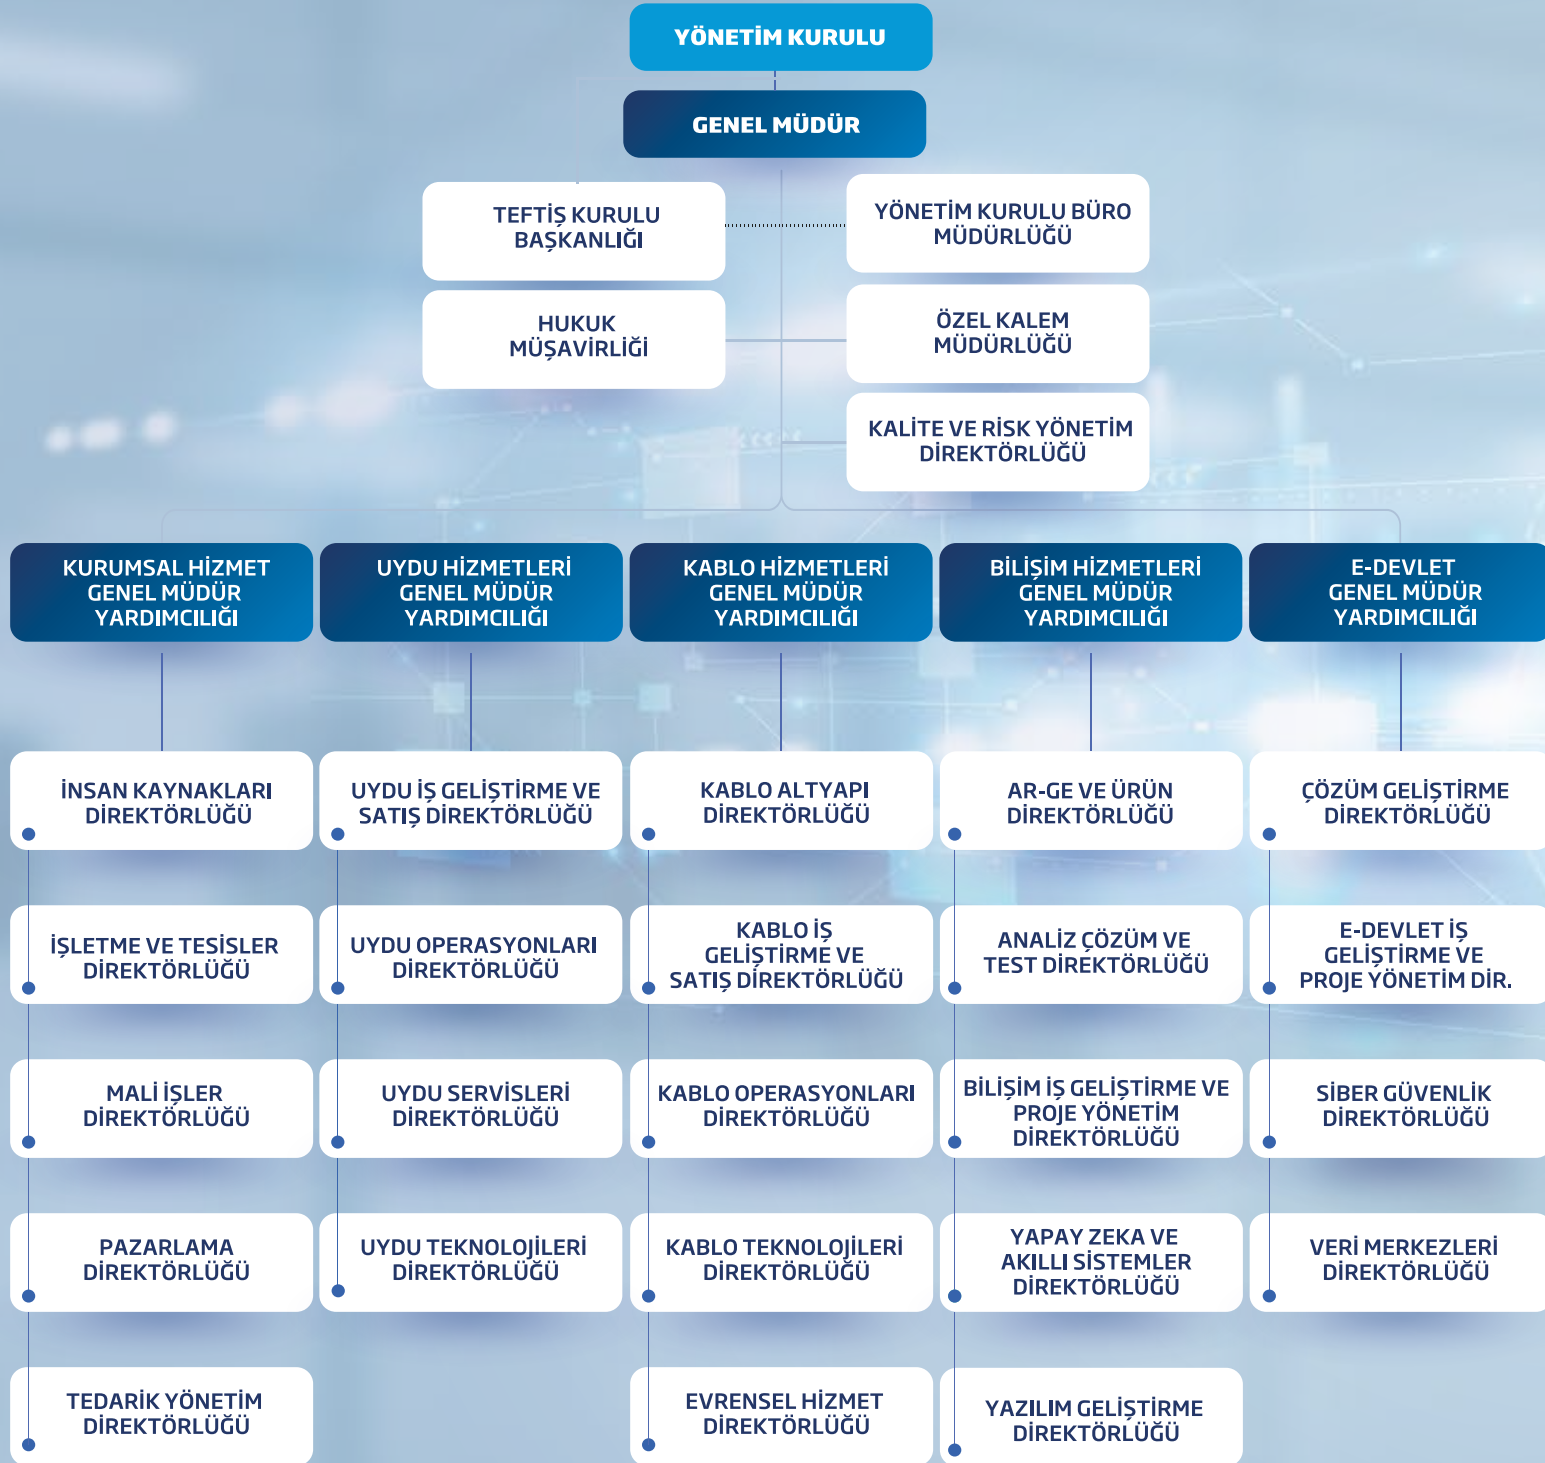 YÖNETİM KURULU
GENEL MÜDÜR
TEFTİŞ KURULU
BAŞKANLIĞI
YÖNETİM KURULU BÜRO
MÜDÜRLÜĞÜ
HUKUK
MÜŞAVİRLİĞİ
ÖZEL KALEM
MÜDÜRLÜĞÜ
KALİTE VE RİSK YÖNETİM
DİREKTÖRLÜĞÜ
KURUMSAL HİZMET
GENEL MÜDÜR
YARDIMCILIĞI
İNSAN KAYNAKLARI
DİREKTÖRLÜĞÜ
İŞLETME VE TESİSLER
DİREKTÖRLÜĞÜ
MALİ İŞLER
DİREKTÖRLÜĞÜ
PAZARLAMA
DİREKTÖRLÜĞÜ
TEDARİK YÖNETİM
DİREKTÖRLÜĞÜ
UYDU HİZMETLERİ
GENEL MÜDÜR
YARDIMCILIĞI
UYDU İŞ GELİŞTİRME VE
SATIŞ DİREKTÖRLÜĞÜ
UYDU OPERASYONLARI
DİREKTÖRLÜĞÜ
UYDU SERVİSLERİ
DİREKTÖRLÜĞÜ
UYDU TEKNOLOJİLERİ
DİREKTÖRLÜĞÜ
KABLO HİZMETLERİ
GENEL MÜDÜR
YARDIMCILIĞI
KABLO ALTYAPI
DİREKTÖRLÜĞÜ
KABLO İŞ
GELİŞTİRME VE
SATIŞ DİREKTÖRLÜĞÜ
KABLO OPERASYONLARI
DİREKTÖRLÜĞÜ
KABLO TEKNOLOJİLERİ
DİREKTÖRLÜĞÜ
EVRENSEL HİZMET
DİREKTÖRLÜĞÜ
BİLİŞİM HİZMETLERİ
GENEL MÜDÜR
YARDIMCILIĞI
AR-GE VE ÜRÜN
DİREKTÖRLÜĞÜ
ANALİZ ÇÖZÜM VE
TEST DİREKTÖRLÜĞÜ
BİLİŞİM İŞ GELİŞTİRME VE
PROJE YÖNETİM
DİREKTÖRLÜĞÜ
YAPAY ZEKA VE
AKILLI SİSTEMLER
DİREKTÖRLÜĞÜ
YAZILIM GELİŞTİRME
DİREKTÖRLÜĞÜ
E-DEVLET
GENEL MÜDÜR
YARDIMCILIĞI
ÇÖZÜM GELİŞTİRME
DİREKTÖRLÜĞÜ
E-DEVLET İŞ
GELİŞTİRME VE
PROJE YÖNETİM DİR.
SİBER GÜVENLİK
DİREKTÖRLÜĞÜ
VERİ MERKEZLERİ
DİREKTÖRLÜĞÜ